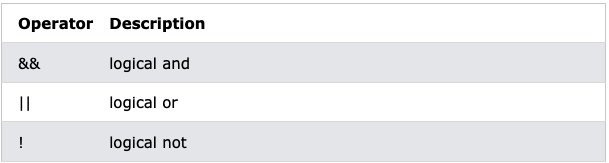 Operator Description
&& logical and
|| logical or
! logical not